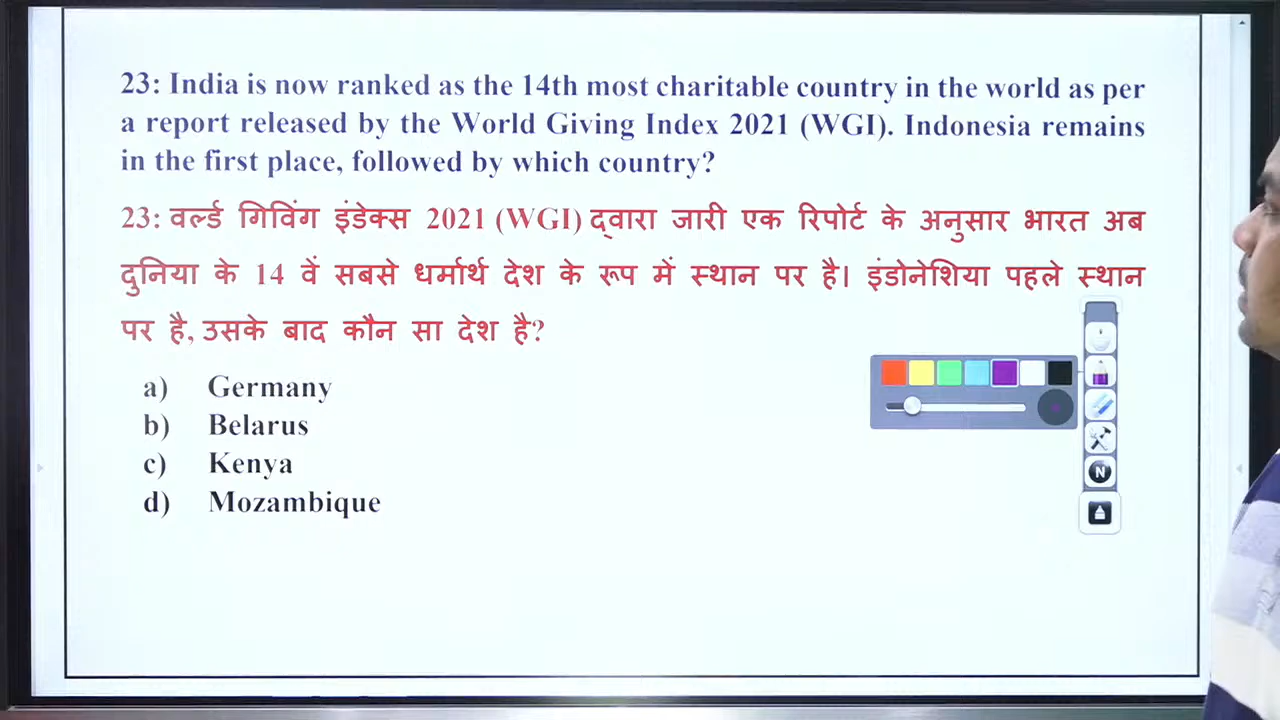 23: India is now ranked as the 14th most charitable country in the world as per
a report released by the World Giving Index 2021 (WGI). Indonesia remains
in the first place, followed by which country?
23: वर्ल्ड गिविंग इंडेक्स 2021 (WGI) द्वारा जारी एक रिपोर्ट के अनुसार भारत अब
दुनिया के 14 वें सबसे धर्मार्थ देश के रूप में स्थान पर है। इंडोनेशिया पहले स्थान
पर है, उसके बाद कौन सा देश है?
a) Germany
b) Belarus
c) Kenya
d) Mozambique
N